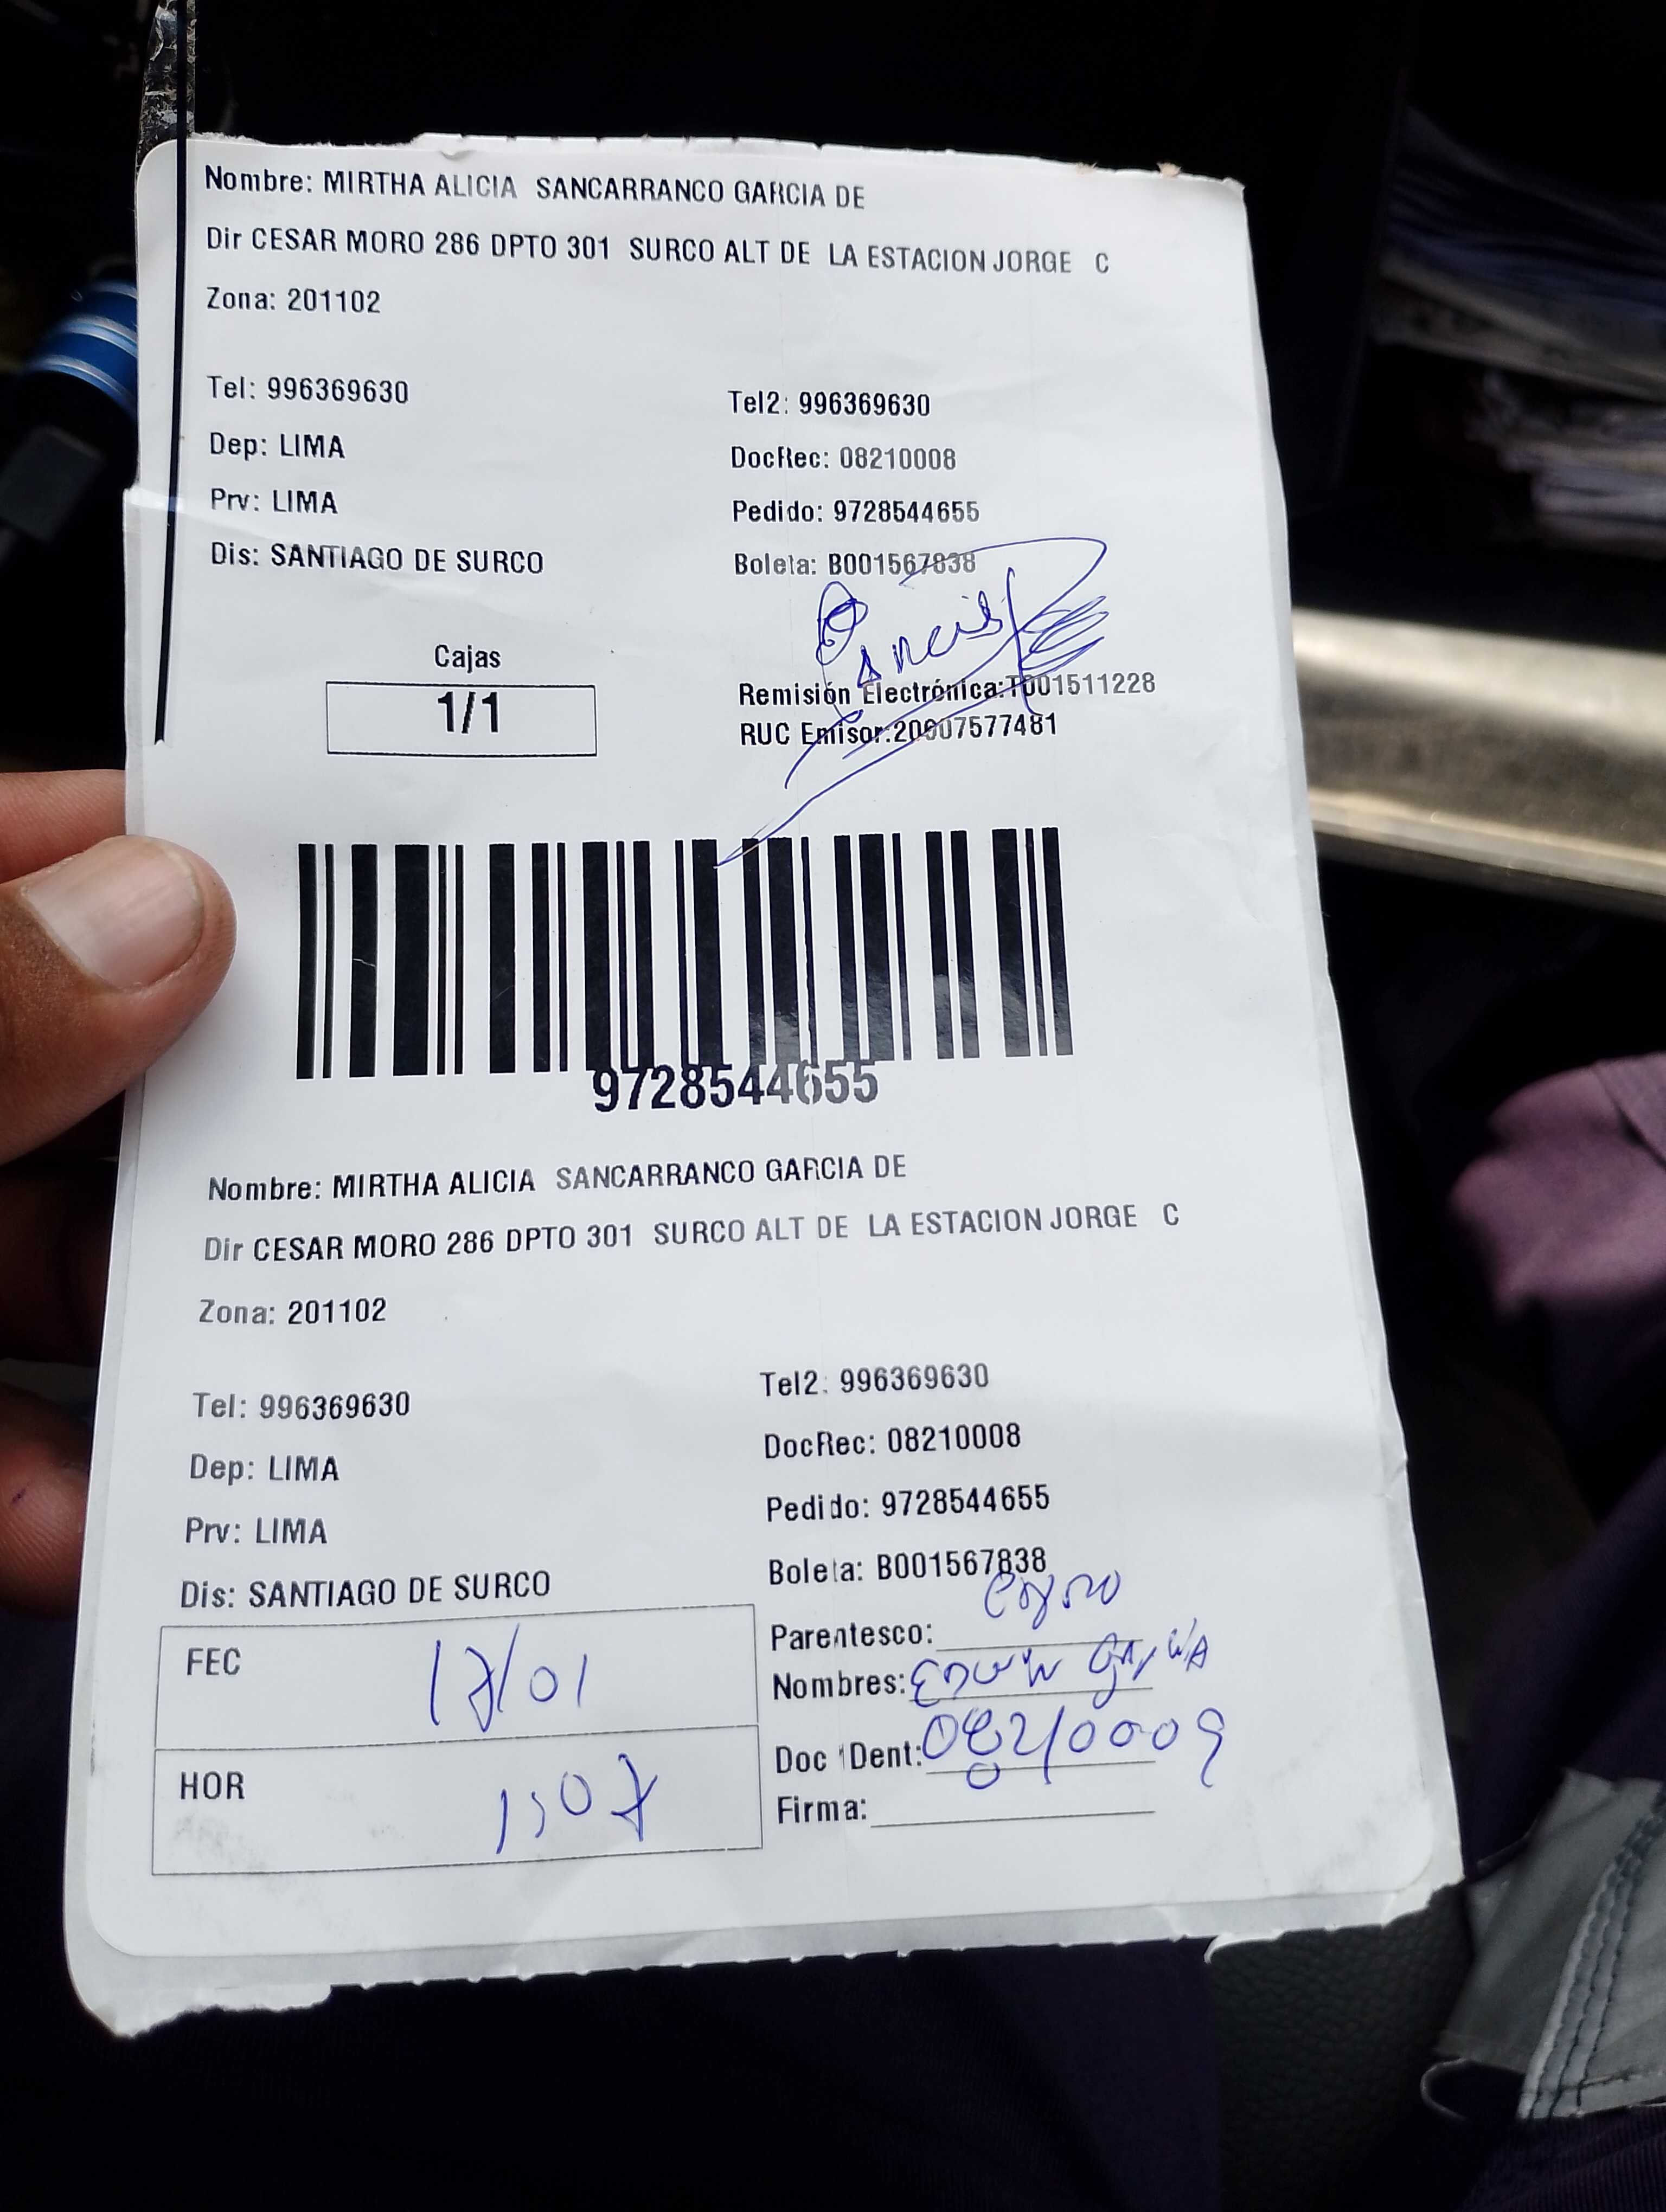 Nombre: MIRTHA ALICIA SANCARRANCO GARCIA DE
Dir CESAR MORO 286 DPTO 301 SURCO ALT DE LA ESTACION JORGE C
Zona: 201102
Tel: 996369630 Tel2: 996369630
Dep: LIMA DocRec: 08210008
Prv: LIMA Pedido: 9728544655
Dis: SANTIAGO DE SURCO Boleta: B001567838
Cajas
1/1
Remisión Electrónica:T001511228
RUC Emisor:20607577481
9728544655
Nombre: MIRTHA ALICIA SANCARRANCO GARCIA DE
Dir CESAR MORO 286 DPTO 301 SURCO ALT DE LA ESTACION JORGE C
Zona: 201102
Tel: 996369630 Tel2: 996369630
Dep: LIMA DocRec: 08210008
Prv: LIMA Pedido: 9728544655
Dis: SANTIAGO DE SURCO Boleta: B001567838
FEC 17/01 Parentesco:
Nombres:
HOR Doc Dent:
Firma: